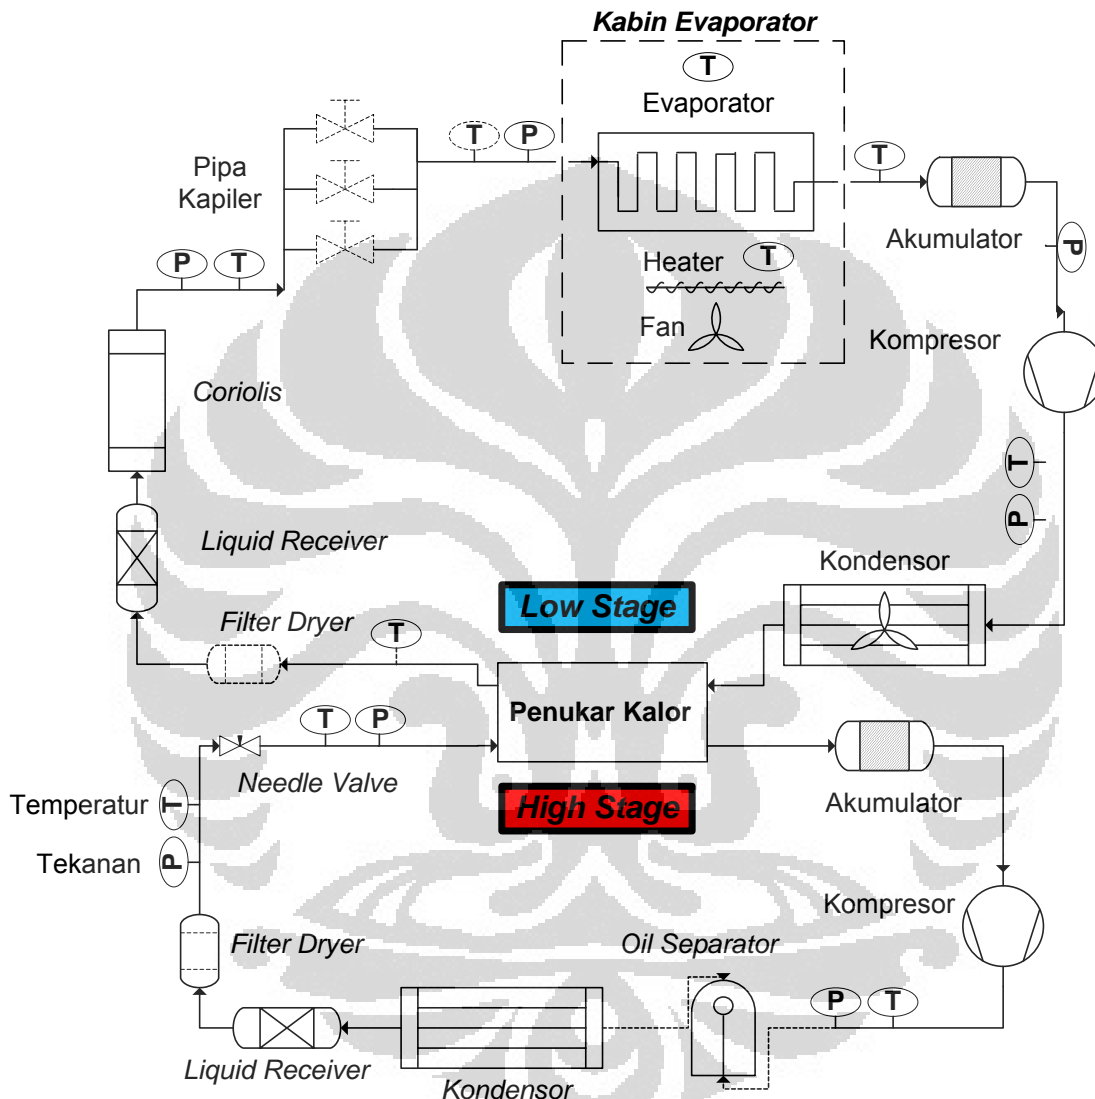 Kabin Evaporator
T
Evaporator
T
P
T
Pipa
Kapiler
Akumulator
P
P
T
Heater
T
Fan
Kompresor
Coriolis
T
P
Liquid Receiver
Kondensor
Low Stage
Filter Dryer
T
Penukar Kalor
T
P
Needle Valve
Temperatur
T
High Stage
Akumulator
Tekanan
P
Kompresor
Filter Dryer
Oil Separator
P
T
Liquid Receiver
Kondensor